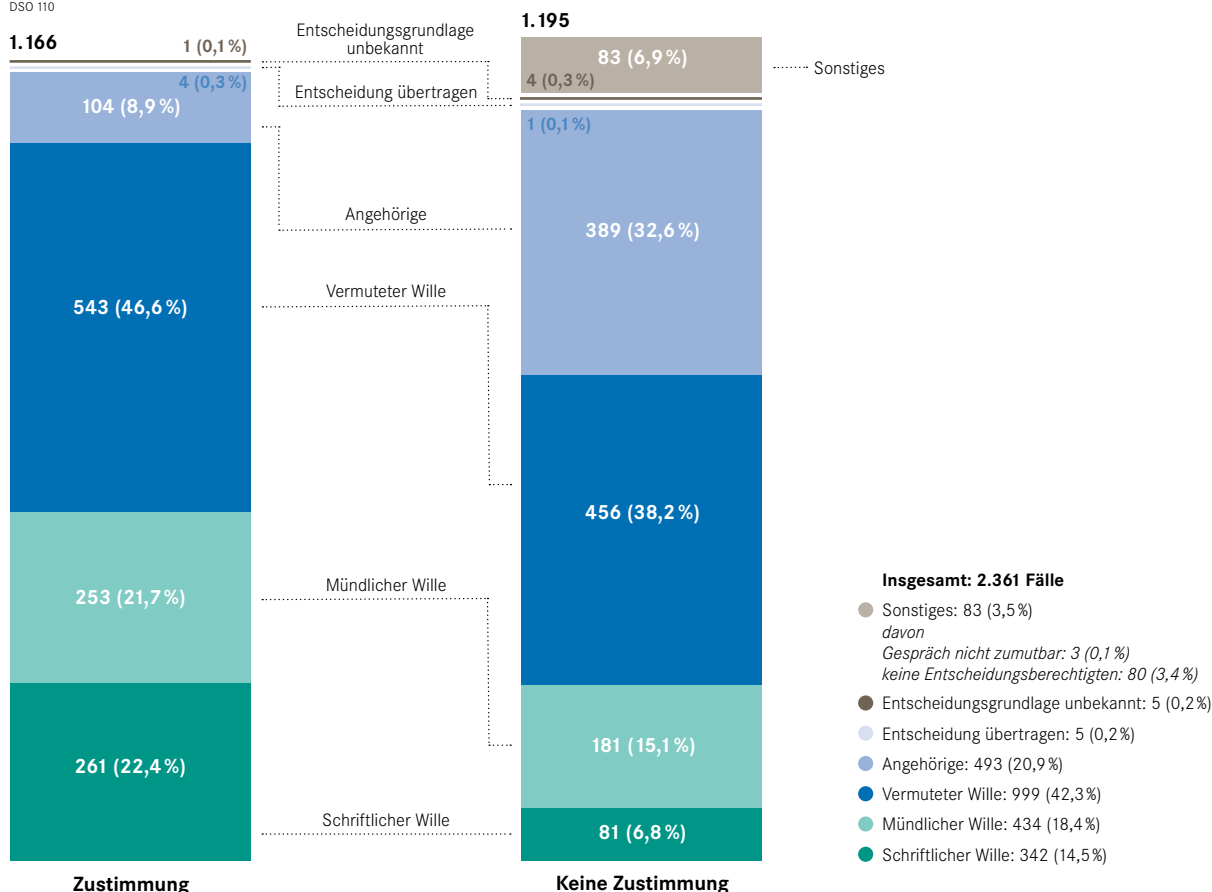 DSO 110
1.166
1 (0,1 %)
4 (0,3 %)
104 (8,9 %)
543 (46,6 %)
253 (21,7 %)
261 (22,4 %)
Zustimmung
Entscheidungsgrundlage
unbekannt
Entscheidung übertragen
Angehörige
Vermuteter Wille
Mündlicher Wille
Schriftlicher Wille
1.195
83 (6,9 %)
4 (0,3 %)
1 (0,1 %)
389 (32,6 %)
456 (38,2 %)
181 (15,1 %)
81 (6,8 %)
Keine Zustimmung
Sonstiges
Insgesamt: 2.361 Fälle
Sonstiges: 83 (3,5 %)
davon
Gespräch nicht zumutbar: 3 (0,1 %)
keine Entscheidungsberechtigten: 80 (3,4 %)
Entscheidungsgrundlage unbekannt: 5 (0,2 %)
Entscheidung übertragen: 5 (0,2 %)
Angehörige: 493 (20,9 %)
Vermuteter Wille: 999 (42,3 %)
Mündlicher Wille: 434 (18,4 %)
Schriftlicher Wille: 342 (14,5 %)